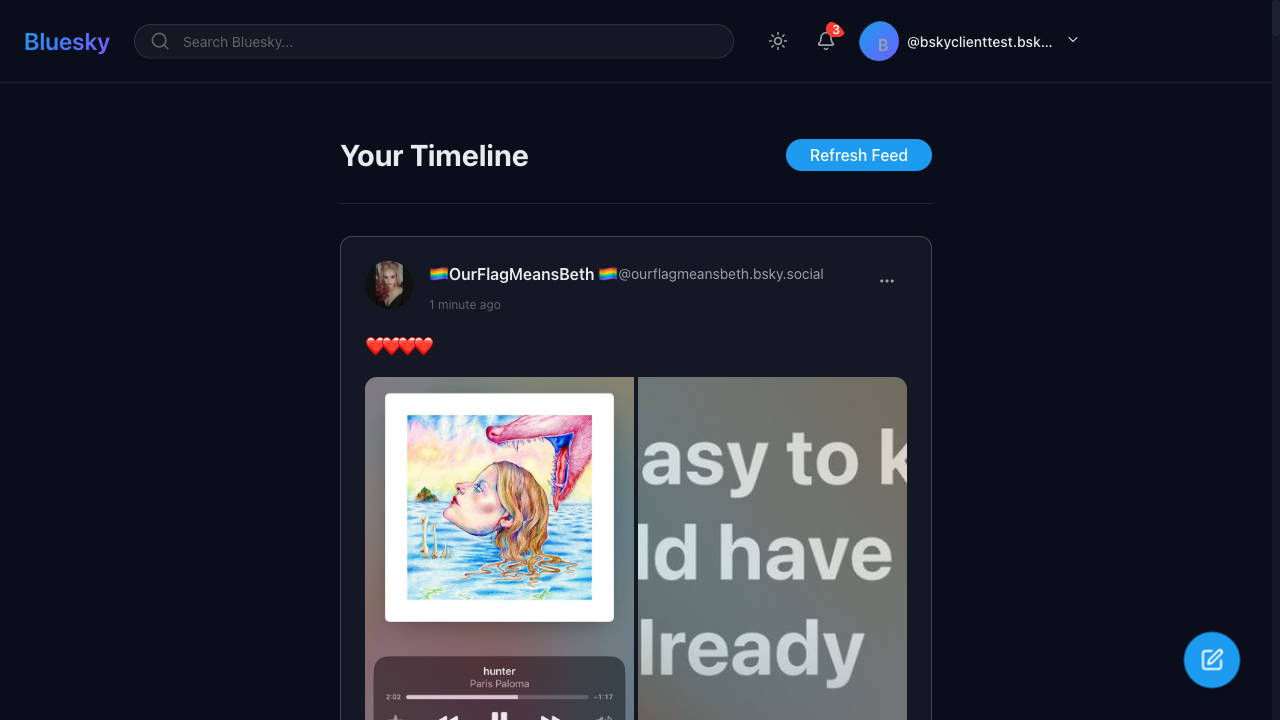 Bluesky
Search Bluesky...
3
B
@bskyclienttest.bsk...
Your Timeline
Refresh Feed
🏳️‍🌈OurFlagMeansBeth 🏳️‍🌈@ourflagmeansbeth.bsky.social
1 minute ago
❤️❤️❤️❤️
hunter
Paris Paloma
2:02
-1:17
asy to k
ld have
lready